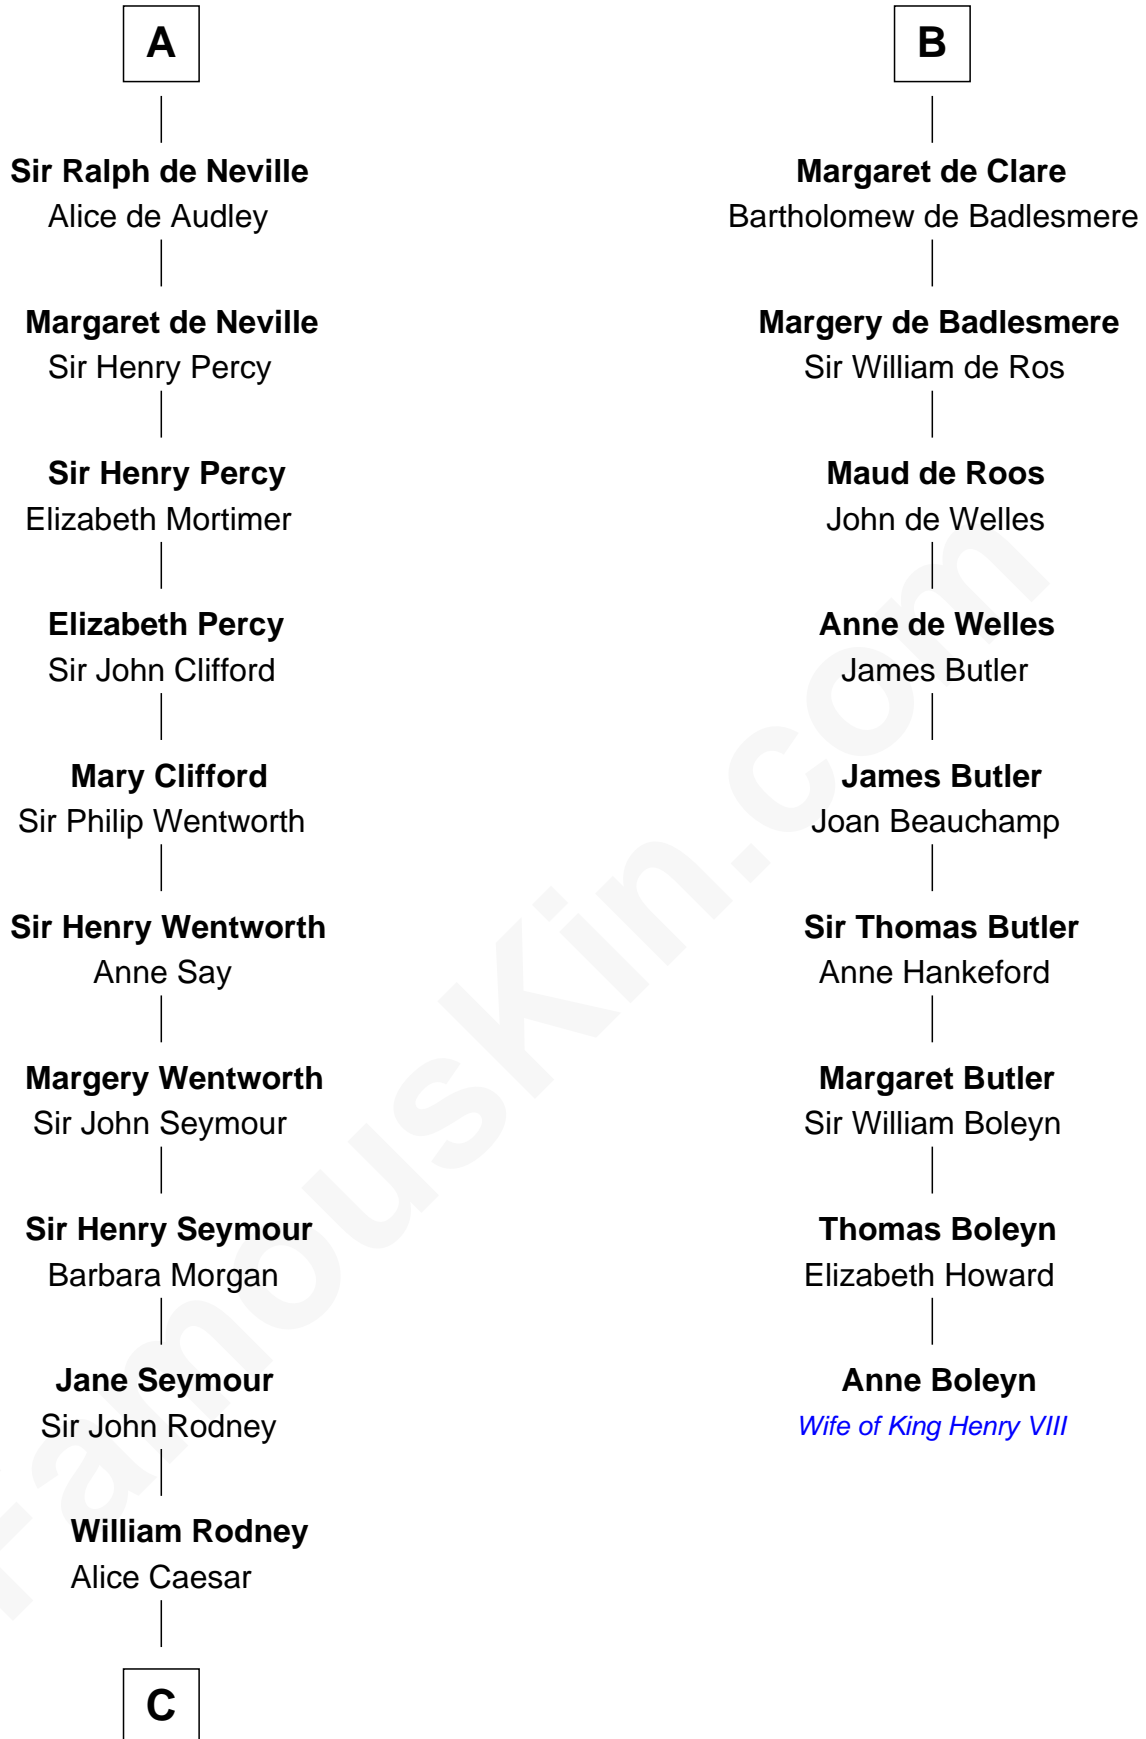 A
Sir Ralph de Neville
Alice de Audley
Margaret de Neville
Sir Henry Percy
Sir Henry Percy
Elizabeth Mortimer
Elizabeth Percy
Sir John Clifford
Mary Clifford
Sir Philip Wentworth
Sir Henry Wentworth
Anne Say
Margery Wentworth
Sir John Seymour
Sir Henry Seymour
Barbara Morgan
Jane Seymour
Sir John Rodney
William Rodney
Alice Caesar
C
B
Margaret de Clare
Bartholomew de Badlesmere
Margery de Badlesmere
Sir William de Ros
Maud de Roos
John de Welles
Anne de Welles
James Butler
James Butler
Joan Beauchamp
Sir Thomas Butler
Anne Hankeford
Margaret Butler
Sir William Boleyn
Thomas Boleyn
Elizabeth Howard
Anne Boleyn
Wife of King Henry VIII
FamousKin.com